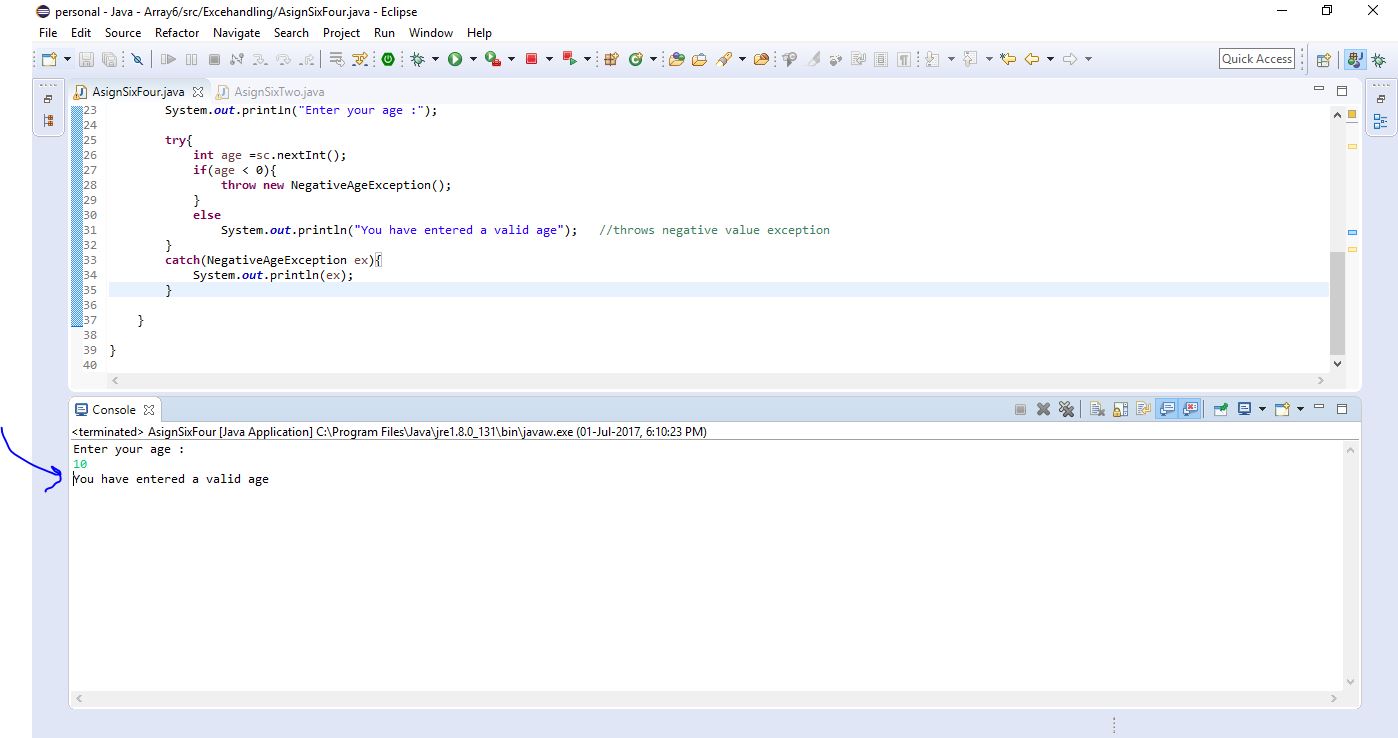 personal - Java - Array6/src/Excehandling/AsignSixFour.java - Eclipse
File Edit Source Refactor Navigate Search Project Run Window Help
Quick Access
AsignSixFour.java AsignSixTwo.java
23 System.out.println("Enter your age :");
24
25 try{
26 int age =sc.nextInt();
27 if(age < 0){
28 throw new NegativeAgeException();
29 }
30 else
31 System.out.println("You have entered a valid age"); //throws negative value exception
32 }
33 catch(NegativeAgeException ex){
34 System.out.println(ex);
35 }
36
37 }
38
39 }
40
Console
<terminated> AsignSixFour [Java Application] C:\Program Files\Java\jre1.8.0_131\bin\javaw.exe (01-Jul-2017, 6:10:23 PM)
Enter your age :
10
You have entered a valid age